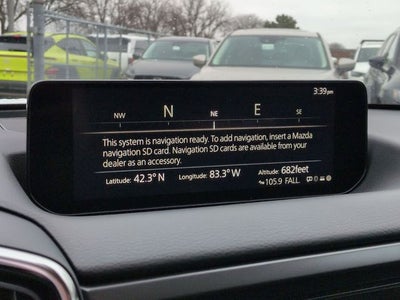 3:39pm
NW N NE E SE
This system is navigation ready. To add navigation, insert a Mazda
navigation SD card. Navigation SD cards are available from your
dealer as an accessory.
Latitude: 42.3° N Longitude: 83.3° W Altitude: 682feet
105.9 FALL